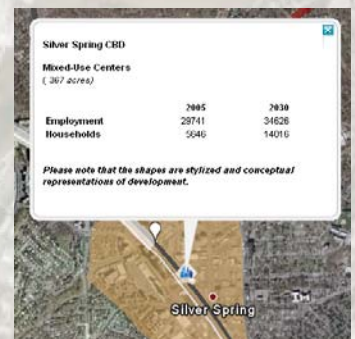 Silver Spring CBD
Mixed-Use Centers
( 367 acres)
2005 2030
Employment 29741 34626
Households 5646 14016
Please note that the shapes are stylized and conceptual
representations of development.
Silver Spring